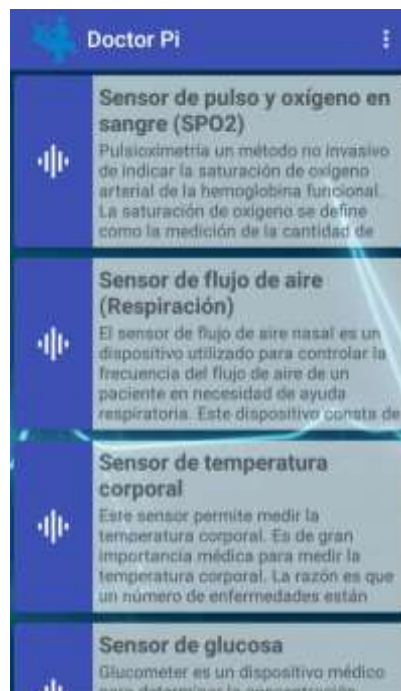 Doctor Pi
Sensor de pulso y oxígeno en
sangre (SPO2)
Pulsioximetría un método no invasivo
de indicar la saturación de oxígeno
arterial de la hemoglobina funcional.
La saturación de oxígeno se define
como la medición de la cantidad de
Sensor de flujo de aire
(Respiración)
El sensor de flujo de aire nasal es un
dispositivo utilizado para controlar la
frecuencia del flujo de aire de un
paciente en necesidad de ayuda
respiratoria. Este dispositivo consta de
Sensor de temperatura
corporal
Este sensor permite medir la
temperatura corporal. Es de gran
importancia médica para medir la
temperatura corporal. La razón es que
un número de enfermedades están
Sensor de glucosa
Glucometer es un dispositivo médico
para determinar la concentración